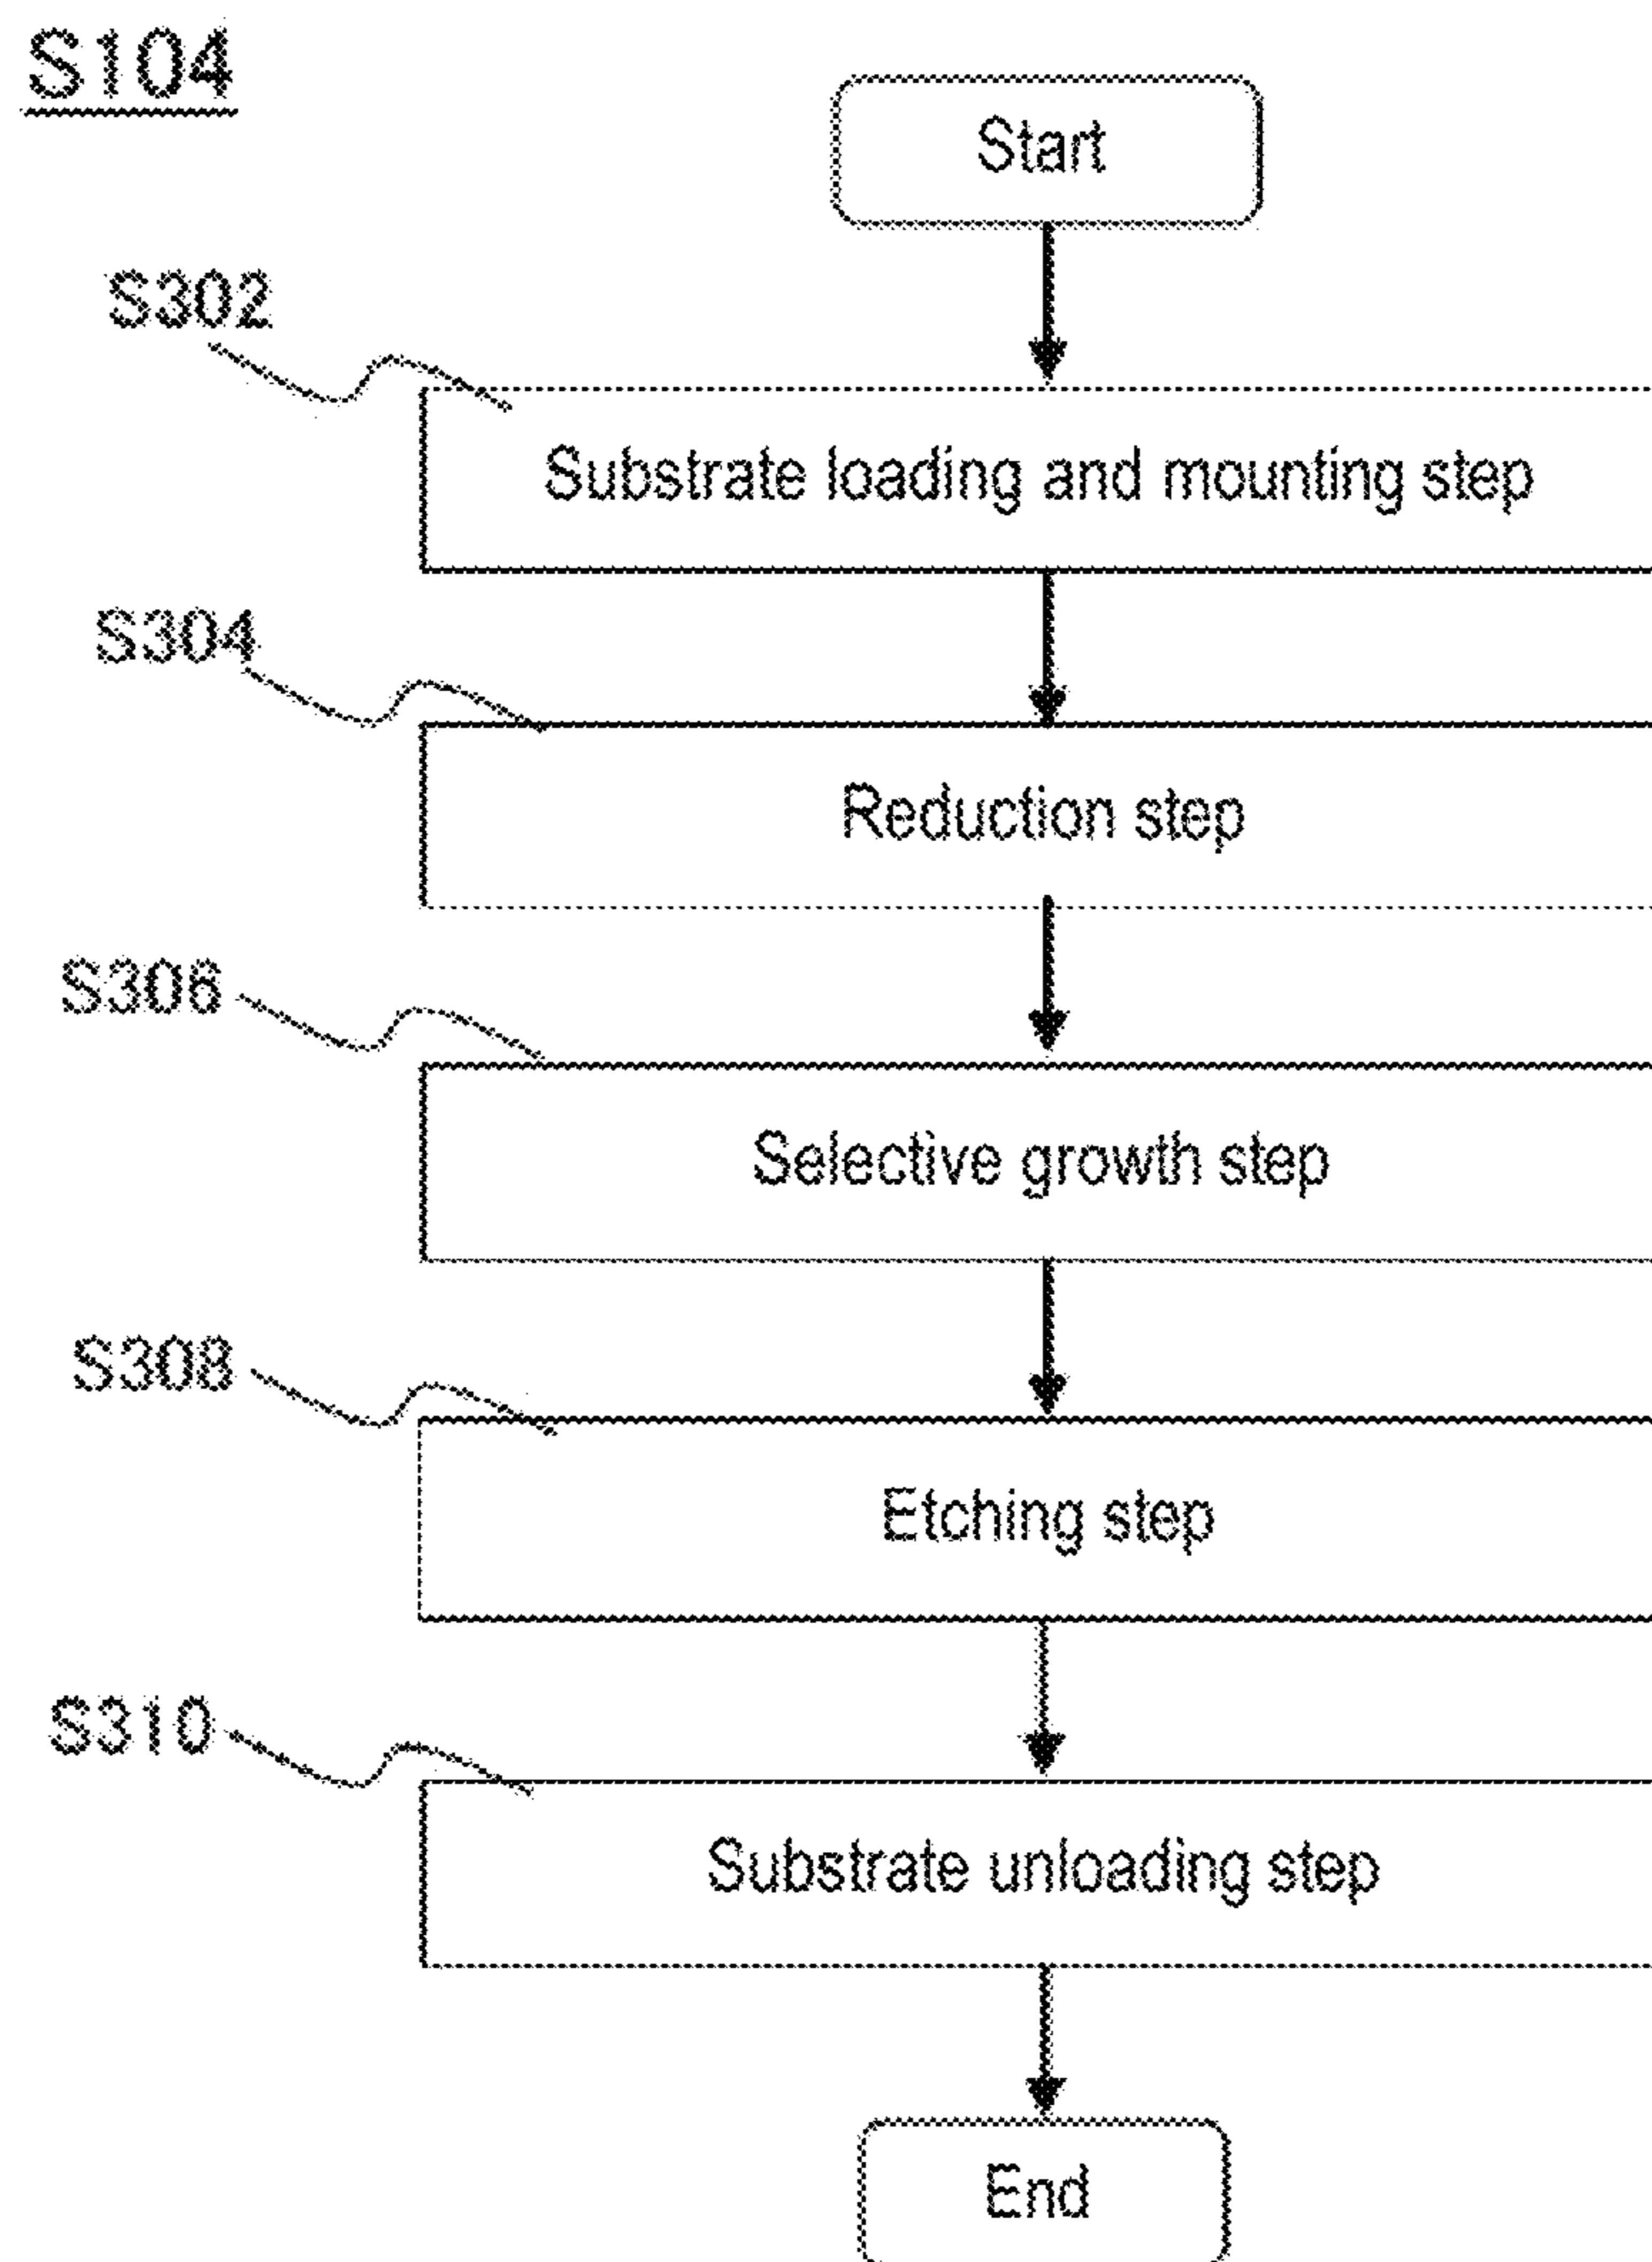 S104
Start
S302
Substrate loading and mounting step
S304
Reduction step
S306
Selective growth step
S308
Etching step
S310
Substrate unloading step
End